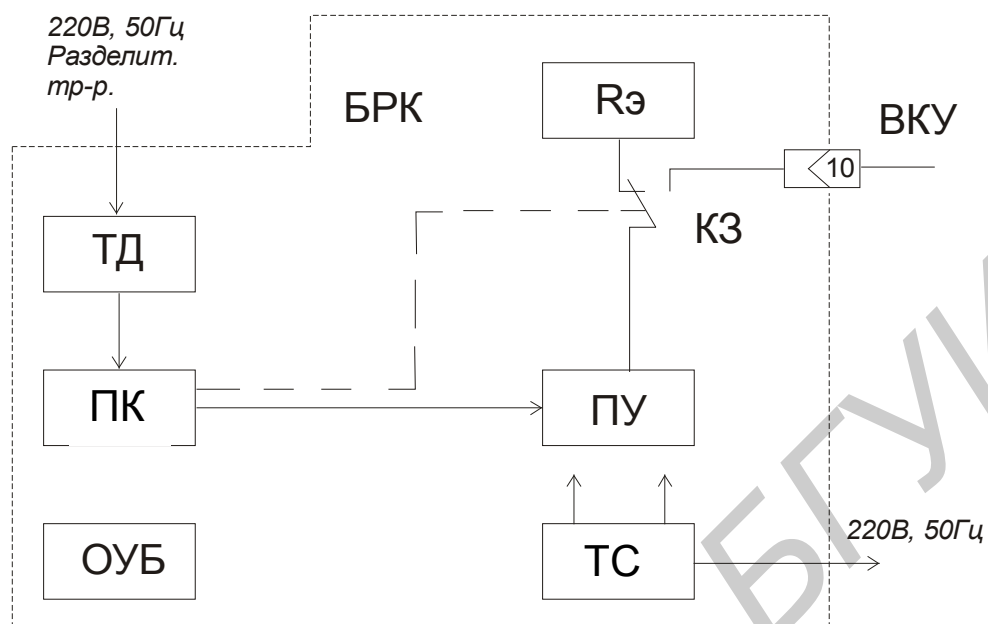 220В, 50Гц
Разделит.
тр-р.
БРК
Rэ
ВКУ
10
КЗ
ТД
ПК
ПУ
ОУБ
ТС
220В, 50Гц